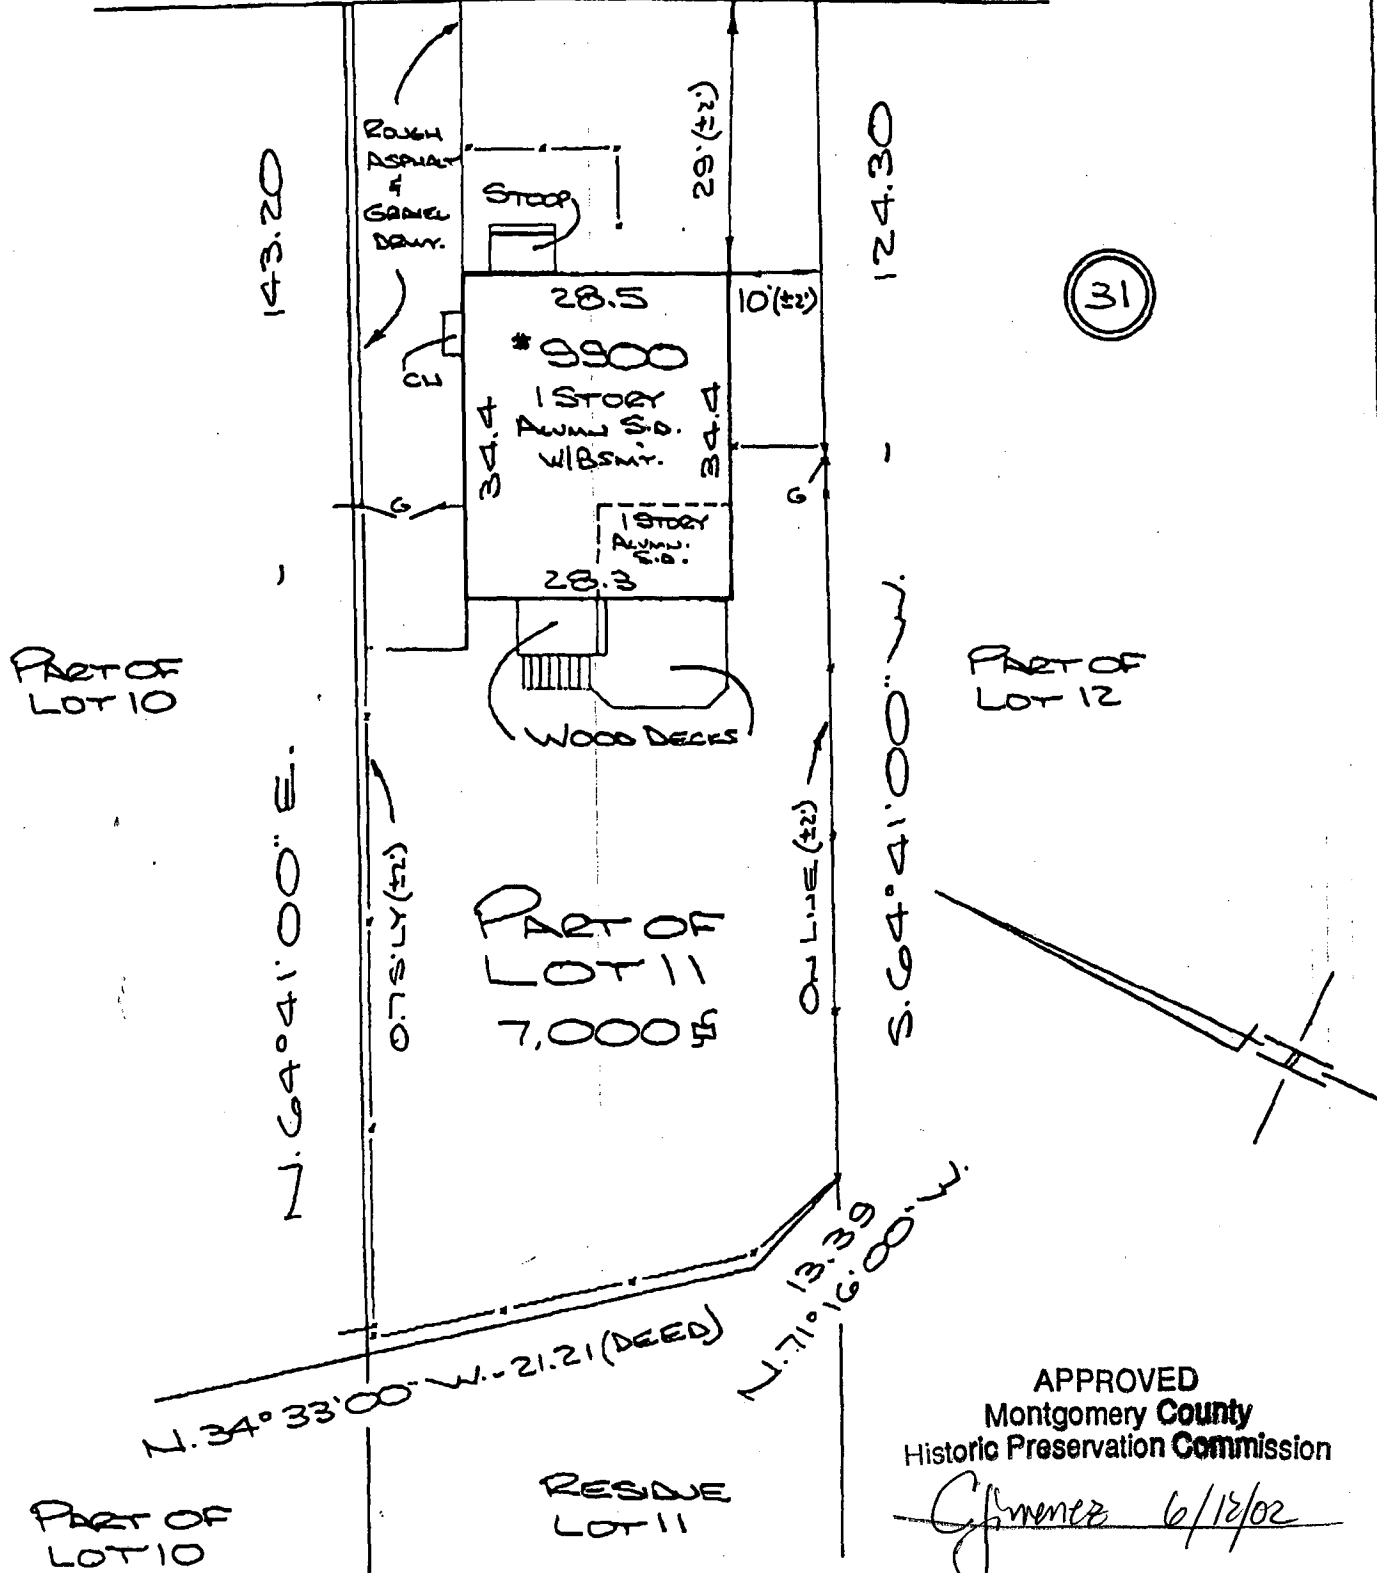 ROUGH
ASPHALT
&
GRAVEL
DRWY.
143.20
STOOP
29'(±2')
124.30
31
28.5
10'(±2')
#9900
CH
1 STORY
ALUMN S.D.
W/BSMT.
34.4
34.4
G
G
1 STORY
ALUMN.
S.D.
28.3
PART OF
LOT 10
PART OF
LOT 12
WOOD DECKS
N.64°41'00"E.
0.7'S'LY(±2')
ON LINE(±2')
S.64°41'00"W.
PART OF
LOT 11
7,000 SF
13.39
N.71°16'00"W.
N.34°33'00"W.-21.21(DEED)
APPROVED
Montgomery County
Historic Preservation Commission
CJimenez 6/12/02
RESIDUE
LOT 11
PART OF
LOT 10